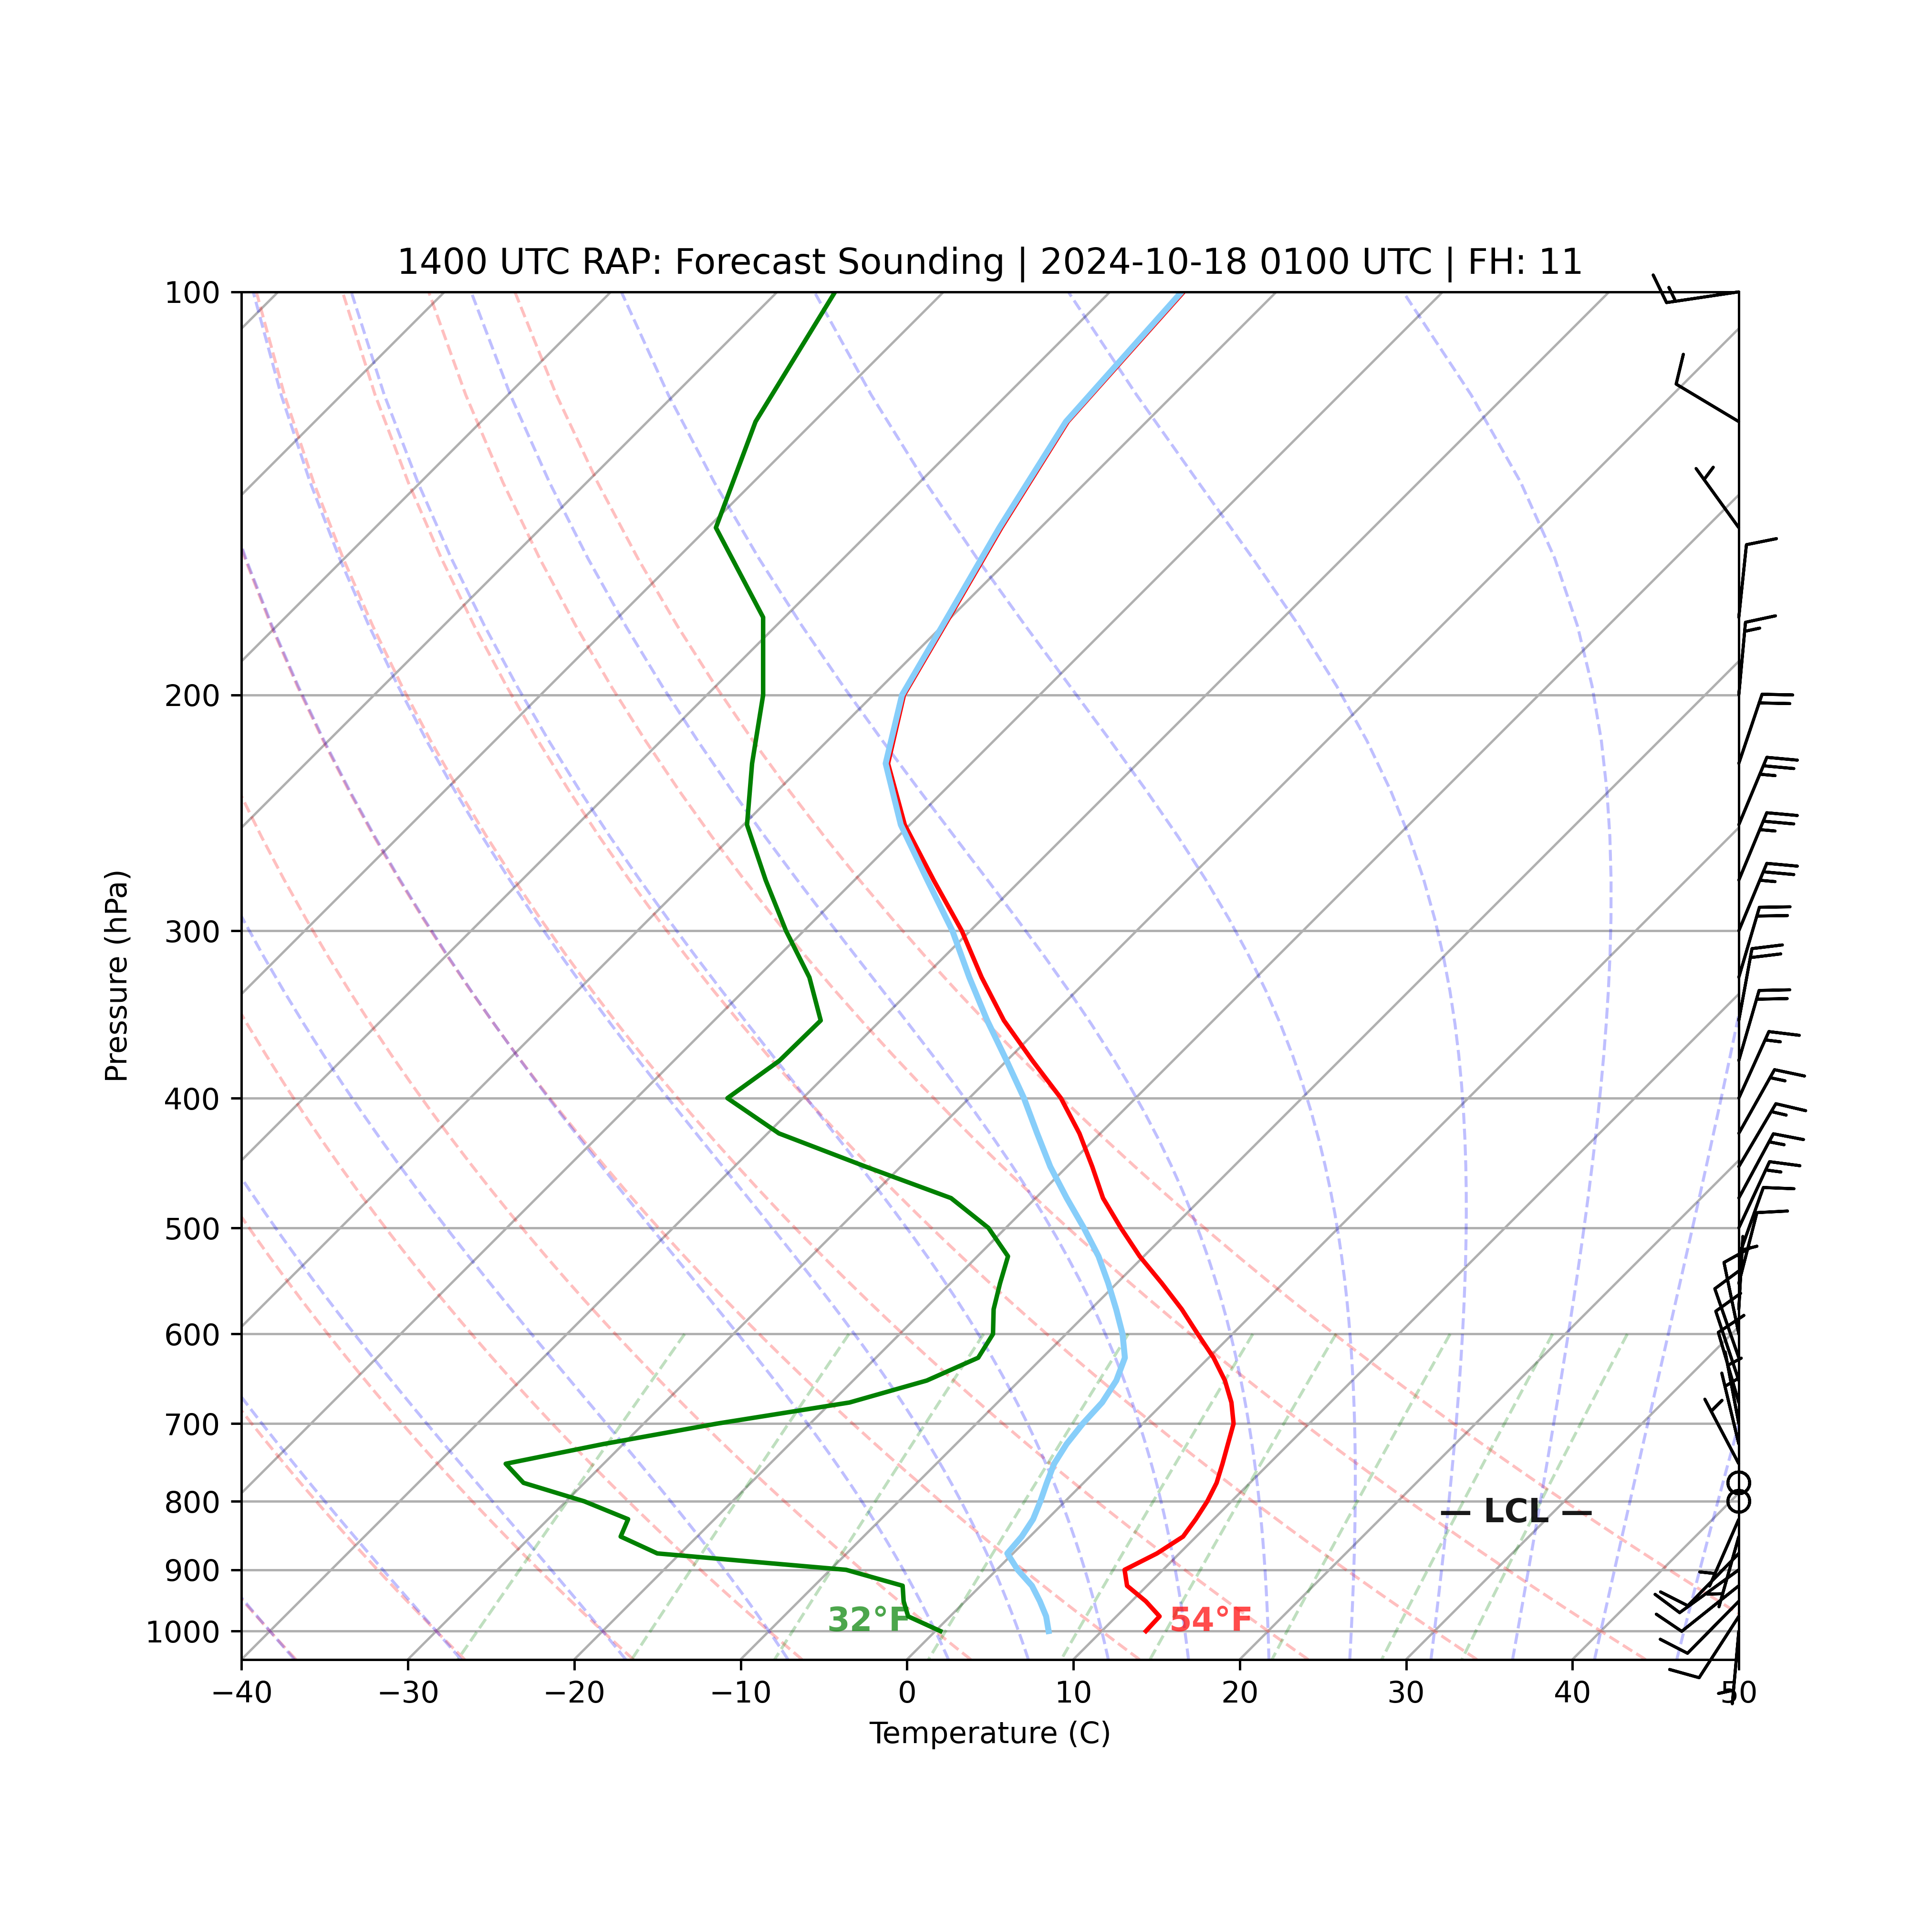 1400 UTC RAP: Forecast Sounding | 2024-10-18 0100 UTC | FH: 11
100
200
300
400
500
600
700
800
900
1000
Pressure (hPa)
— LCL —
32°F
54°F
−40 −30 −20 −10 0 10 20 30 40 50
Temperature (C)